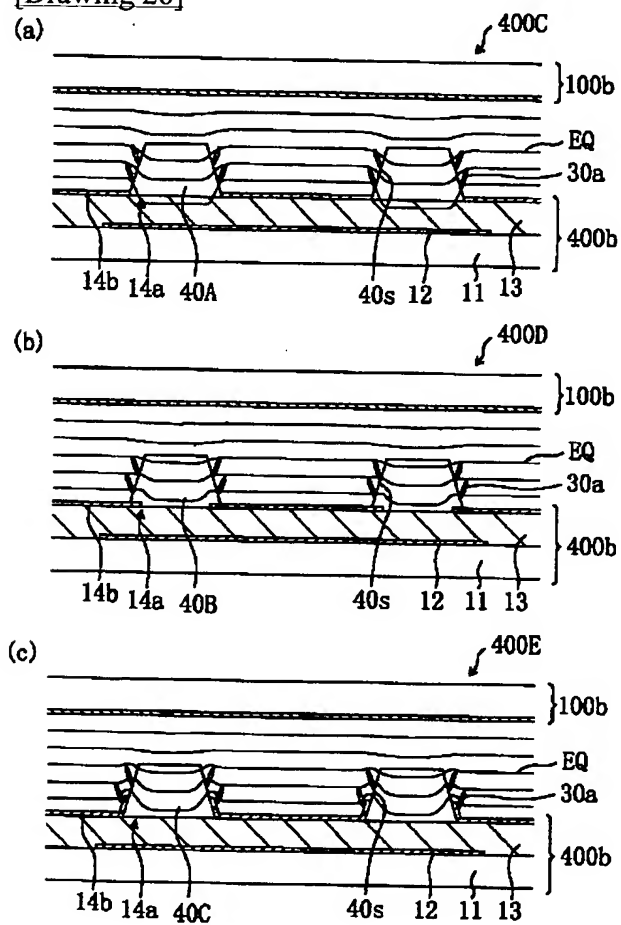 [Drawing 26]
(a)
400C
100b
EQ
30a
400b
14b 14a 40A 40s 12 11 13
(b)
400D
100b
EQ
30a
400b
14b 14a 40B 40s 12 11 13
(c)
400E
100b
EQ
30a
400b
14b 14a 40C 40s 12 11 13